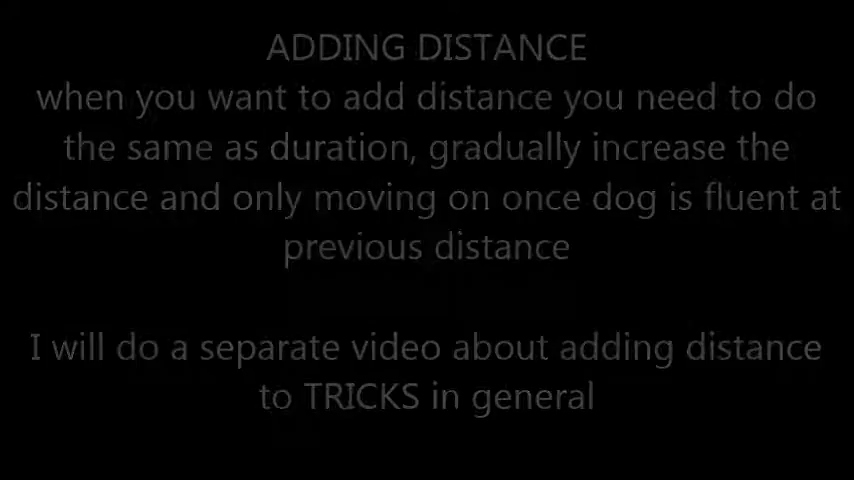 ADDING DISTANCE
when you want to add distance you need to do
the same as duration, gradually increase the
distance and only moving on once dog is fluent at
previous distance
I will do a separate video about adding distance
to TRICKS in general